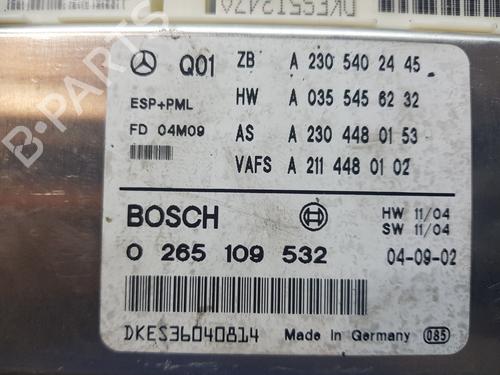 Q01 ZB A 230 540 24 45
ESP+PML HW A 035 545 62 32
FD 04M09 AS A 230 448 01 53
VAFS A 211 448 01 02
BOSCH HW 11/04
SW 11/04
0 265 109 532 04-09-02
DKES36040814 Made in Germany 085